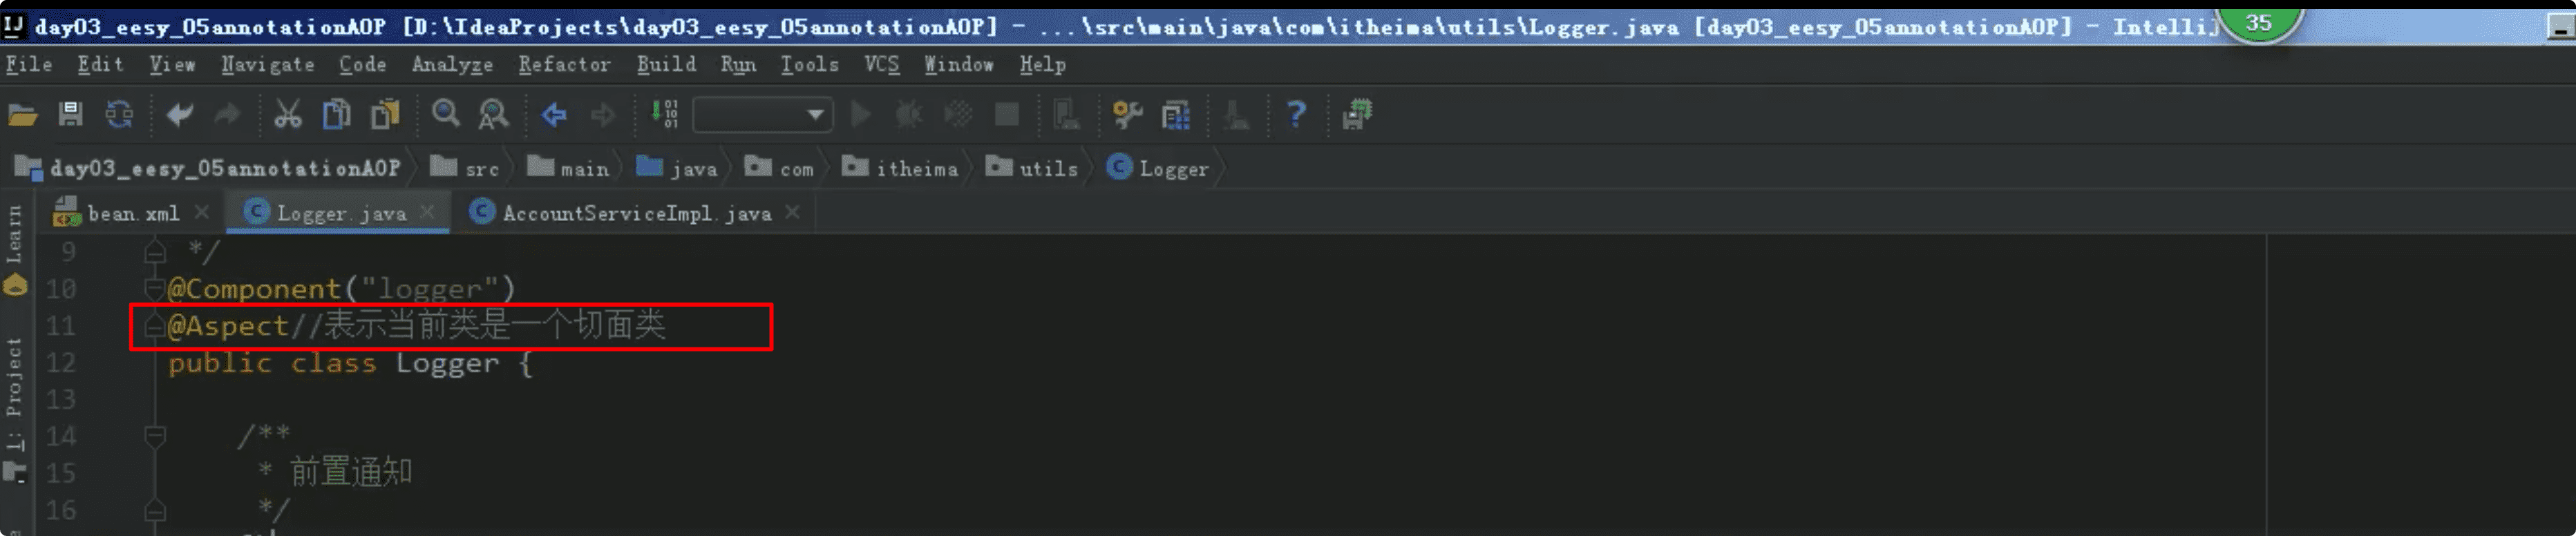 day03_eesy_05annotationAOP [D:\IdeaProjects\day03_eesy_05annotationAOP] - ...\src\main\java\com\itheima\utils\Logger.java [day03_eesy_05annotationAOP] - IntelliJ
35
File Edit View Navigate Code Analyze Refactor Build Run Tools VCS Window Help
day03_eesy_05annotationAOP src main java com itheima utils Logger
bean.xml Logger.java AccountServiceImpl.java
Learn
1: Project
9 */
10 @Component("logger")
11 @Aspect//表示当前类是一个切面类
12 public class Logger {
13
14 /**
15 * 前置通知
16 */